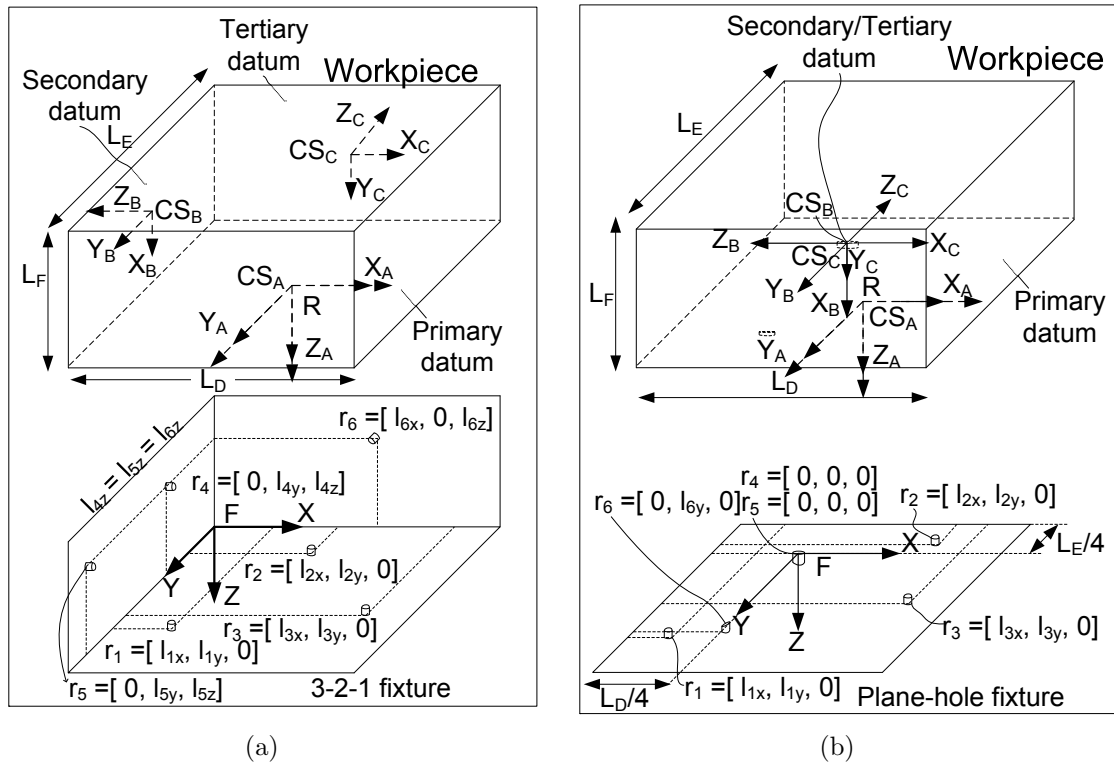 Tertiary
datum
Workpiece
Secondary
datum
L_E
Z_C
CS_C
X_C
Y_C
Z_B
CS_B
Y_B
X_B
L_F
CS_A
X_A
R
Y_A
Z_A
Primary
datum
L_D
r_6 =[ l_6x, 0, l_6z]
l_4z = l_5z = l_6z
r_4 =[ 0, l_4y, l_4z]
F
X
Y
Z
r_2 =[ l_2x, l_2y, 0]
r_3 =[ l_3x, l_3y, 0]
r_1 =[ l_1x, l_1y, 0]
r_5 =[ 0, l_5y, l_5z]
3-2-1 fixture
(a)
Secondary/Tertiary
datum
Workpiece
L_E
Z_C
CS_B
Z_B
X_C
CS_C
Y_C
Y_B
R
X_B
X_A
CS_A
L_F
Y_A
Z_A
Primary
datum
L_D
r_4 =[ 0, 0, 0]
r_6 =[ 0, l_6y, 0]
r_5 =[ 0, 0, 0]
r_2 =[ l_2x, l_2y, 0]
X
L_E/4
F
Y
Z
r_3 =[ l_3x, l_3y, 0]
L_D/4
r_1 =[ l_1x, l_1y, 0]
Plane-hole fixture
(b)